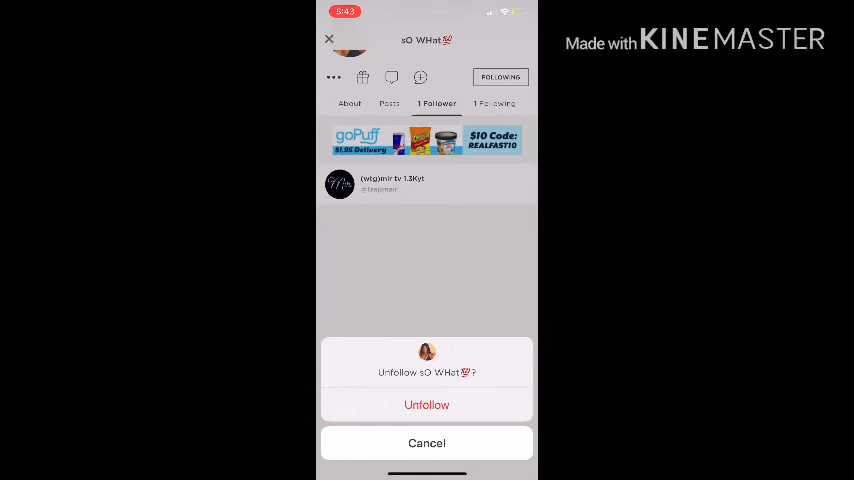 5:43
Made with KINEMASTER
sO WHat💯
FOLLOWING
About Posts 1 Follower 1 Following
goPuff
$1.95 Delivery
$10 Code:
REALFAST10
(wtg)mir tv 1.3Kyt
@trapmair
Unfollow sO WHat💯?
Unfollow
Cancel